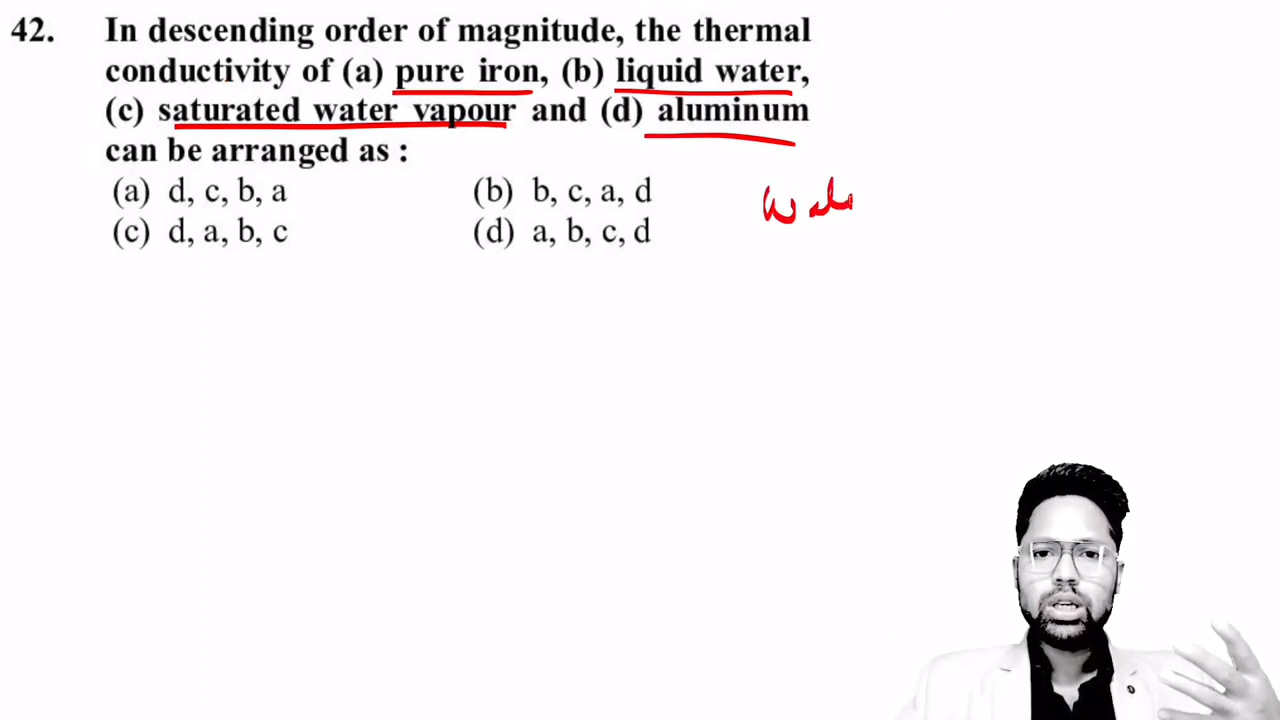 42. In descending order of magnitude, the thermal
conductivity of (a) pure iron, (b) liquid water,
(c) saturated water vapour and (d) aluminum
can be arranged as :
(a) d, c, b, a (b) b, c, a, d
(c) d, a, b, c (d) a, b, c, d